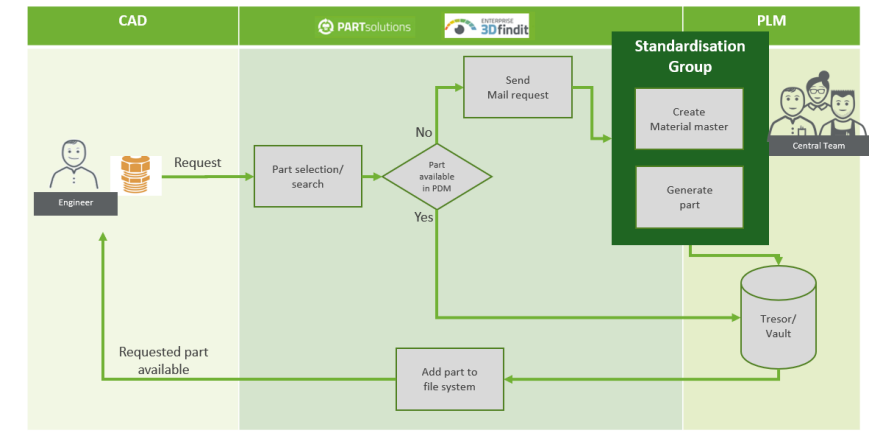 CAD
PARTsolutions
ENTERPRISE
3Dfindit
PLM
Standardisation
Group
Send
Mail request
Create
Material master
No
Central Team
Request
Part selection/
search
Part
available
in PDM
Engineer
Generate
part
Yes
Tresor/
Vault
Requested part
available
Add part to
file system